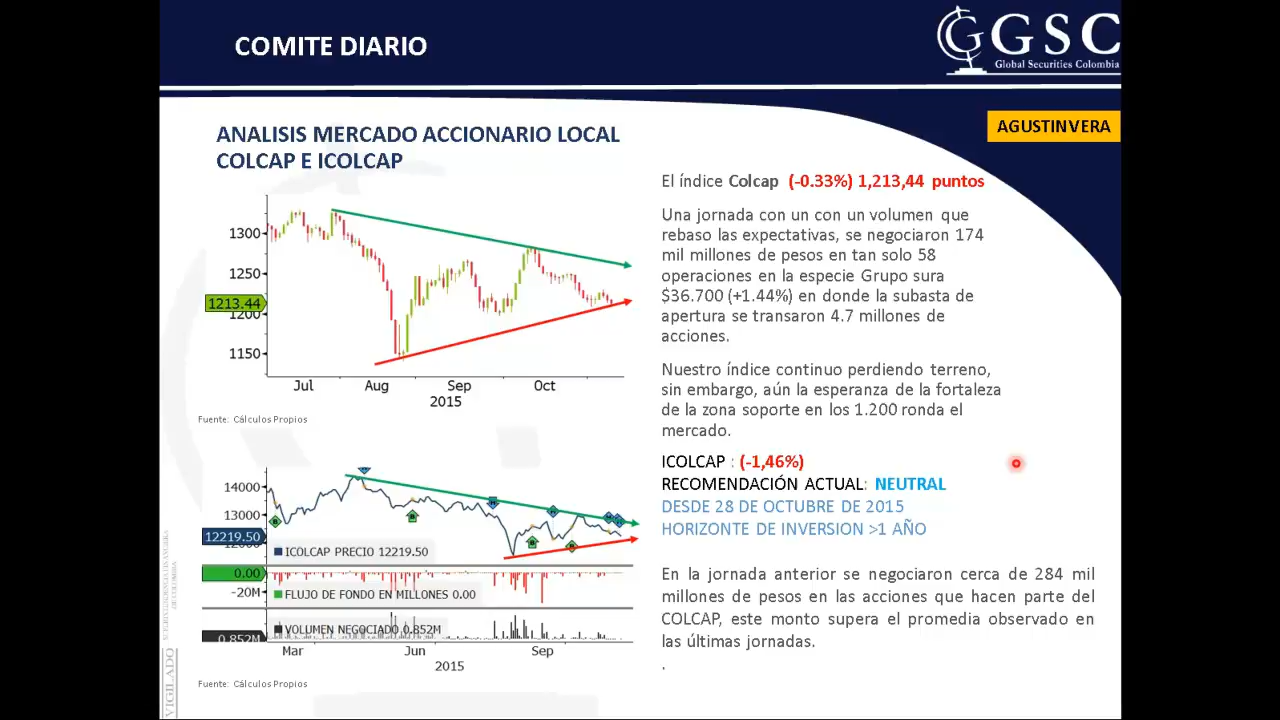 COMITE DIARIO
GGSC
Global Securities Colombia
AGUSTINVERA
ANALISIS MERCADO ACCIONARIO LOCAL
COLCAP E ICOLCAP
1300
1250
1213.44
1200
1150
Jul Aug Sep Oct
2015
Fuente: Cálculos Propios
14000
13000
12219.50
ICOLCAP PRECIO 12219.50
0.00
-20M
FLUJO DE FONDO EN MILLONES 0.00
VOLUMEN NEGOCIADO 0.852M
0.852M
Mar Jun Sep
2015
Fuente: Cálculos Propios
VIGILADO
El índice Colcap (-0.33%) 1,213,44 puntos
Una jornada con un con un volumen que
rebaso las expectativas, se negociaron 174
mil millones de pesos en tan solo 58
operaciones en la especie Grupo sura
$36.700 (+1.44%) en donde la subasta de
apertura se transaron 4.7 millones de
acciones.
Nuestro índice continuo perdiendo terreno,
sin embargo, aún la esperanza de la fortaleza
de la zona soporte en los 1.200 ronda el
mercado.
ICOLCAP : (-1,46%)
RECOMENDACIÓN ACTUAL: NEUTRAL
DESDE 28 DE OCTUBRE DE 2015
HORIZONTE DE INVERSION >1 AÑO
En la jornada anterior se negociaron cerca de 284 mil
millones de pesos en las acciones que hacen parte del
COLCAP, este monto supera el promedia observado en
las últimas jornadas.
.